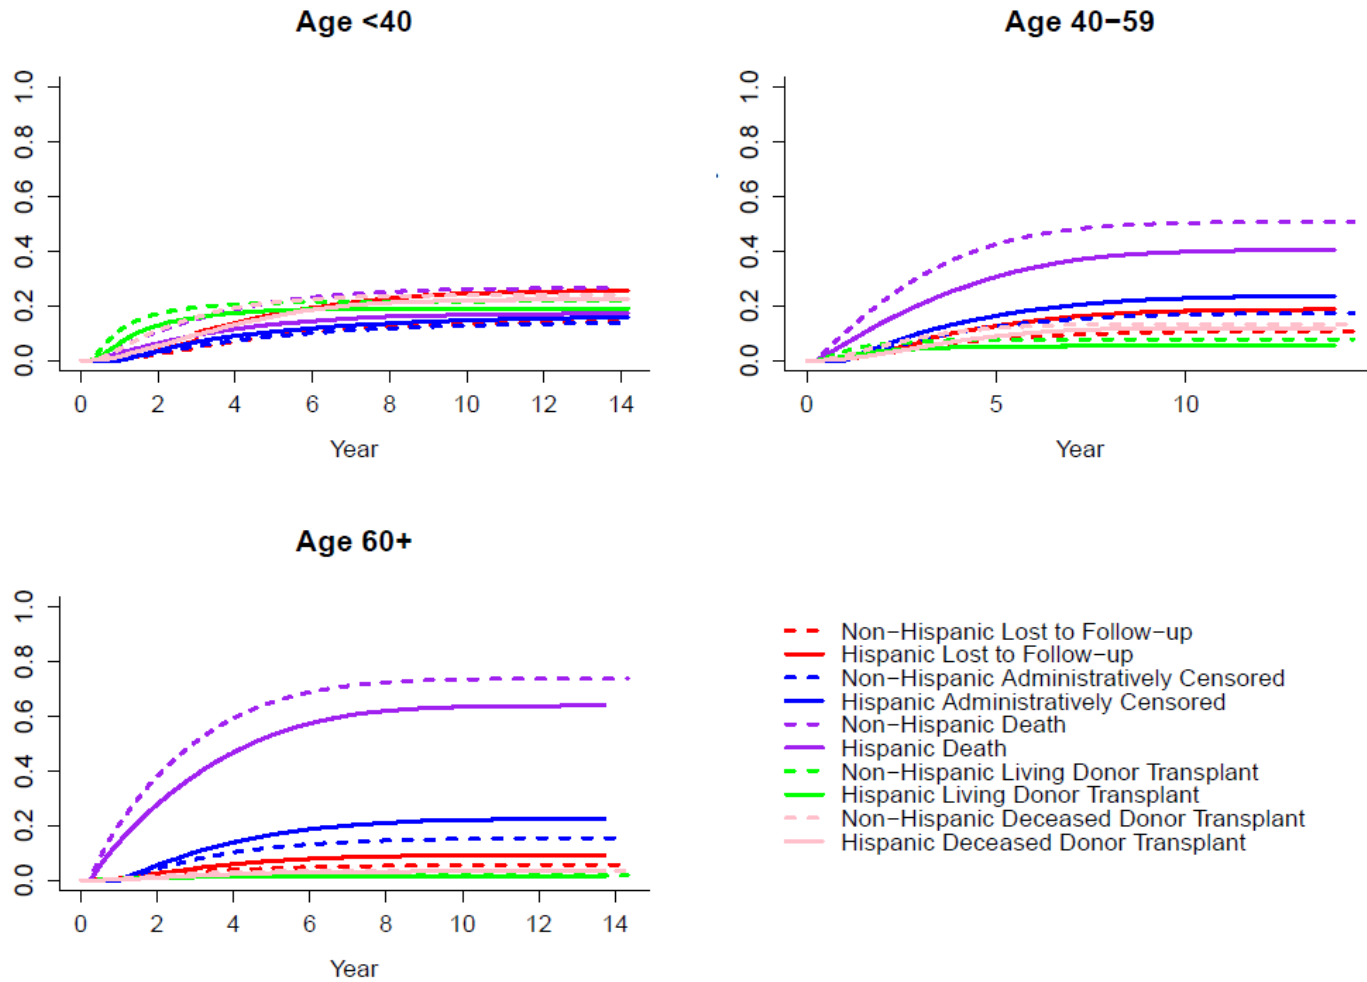 Age <40
1.0
0.8
0.6
0.4
0.2
0.0
0 2 4 6 8 10 12 14
Year
Age 40−59
1.0
0.8
0.6
0.4
0.2
0.0
0 5 10
Year
Age 60+
1.0
0.8
0.6
0.4
0.2
0.0
0 2 4 6 8 10 12 14
Year
Non−Hispanic Lost to Follow−up
Hispanic Lost to Follow−up
Non−Hispanic Administratively Censored
Hispanic Administratively Censored
Non−Hispanic Death
Hispanic Death
Non−Hispanic Living Donor Transplant
Hispanic Living Donor Transplant
Non−Hispanic Deceased Donor Transplant
Hispanic Deceased Donor Transplant